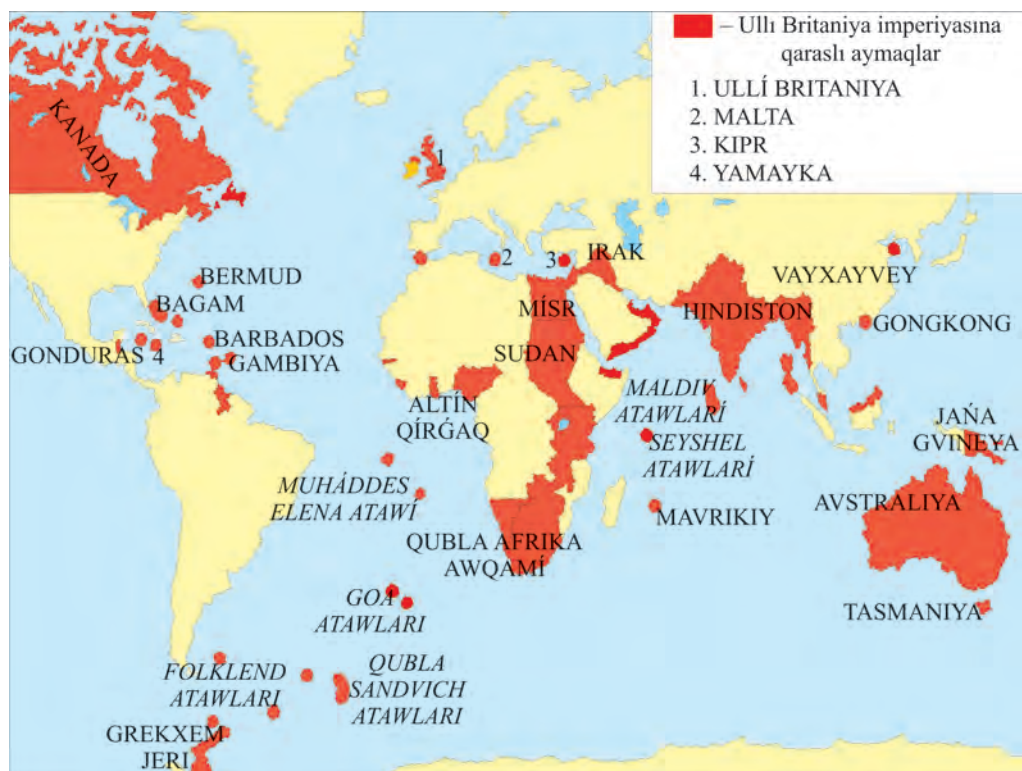 – Ullı Britaniya imperiyasına
qaraslı aymaqlar
1. ULLÍ BRITANIYA
2. MALTA
3. KIPR
4. YAMAYKA
KANADA
1
2
3
IRAK
VAYXAYVEY
BERMUD
BAGAM
MÍSR
HINDISTON
GONGKONG
BARBADOS
GONDURAS 4
GAMBIYA
SUDAN
ALTÍN
QÍRǴAQ
MALDIV
ATAWLARÍ
SEYSHEL
ATAWLARÍ
JAŃA
GVINEYA
MUHÁDDES
ELENA ATAWÍ
MAVRIKIY
AVSTRALIYA
QUBLA AFRIKA
AWQAMÍ
GOA
ATAWLARI
TASMANIYA
FOLKLEND
ATAWLARI
QUBLA
SANDVICH
ATAWLARI
GREKXEM
JERI